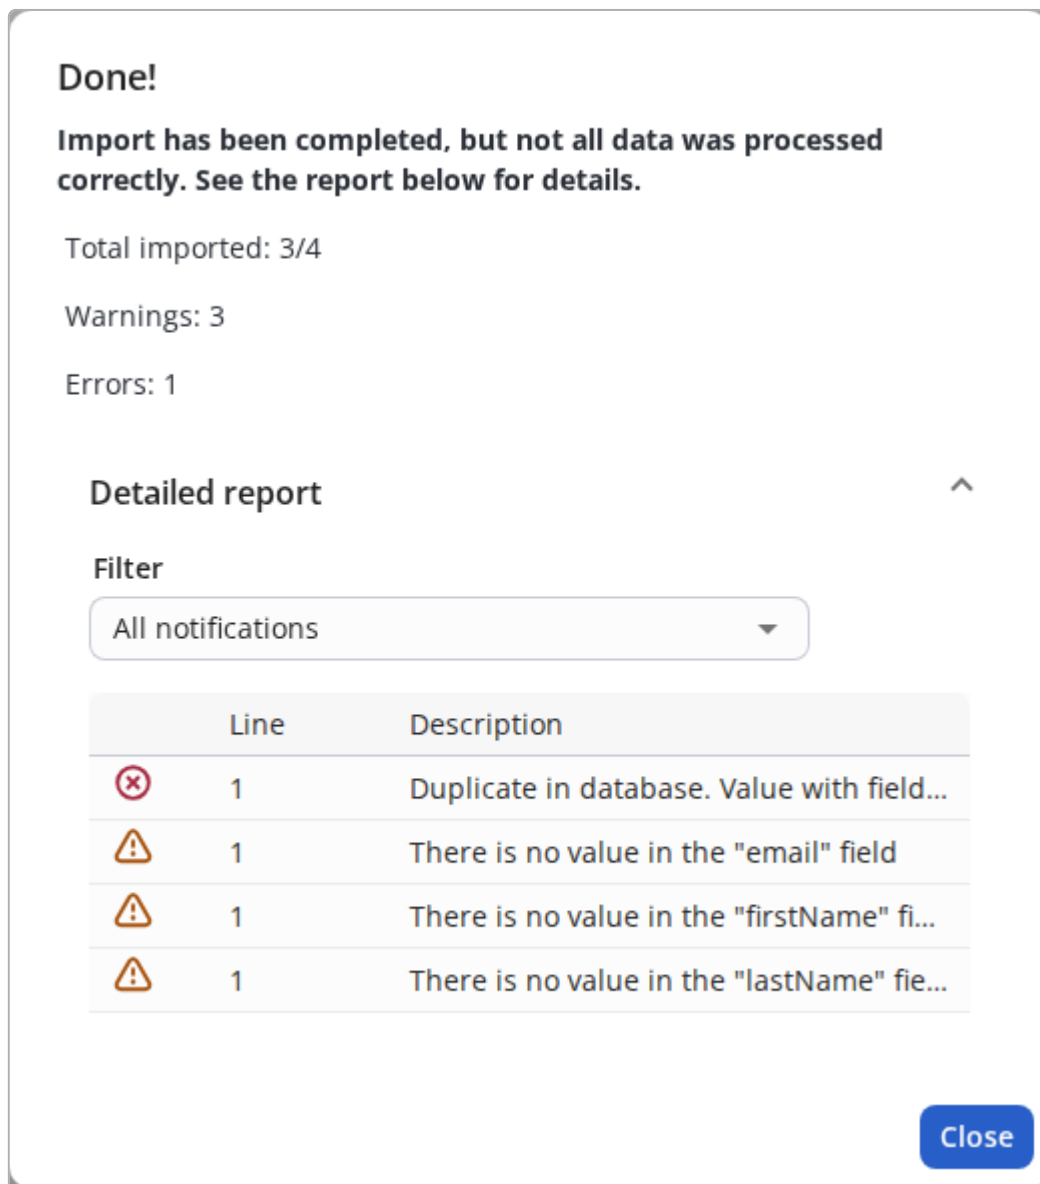 Done!
Import has been completed, but not all data was processed
correctly. See the report below for details.
Total imported: 3/4
Warnings: 3
Errors: 1
Detailed report
Filter
All notifications
Line Description
1 Duplicate in database. Value with field...
1 There is no value in the "email" field
1 There is no value in the "firstName" fi...
1 There is no value in the "lastName" fie...
Close